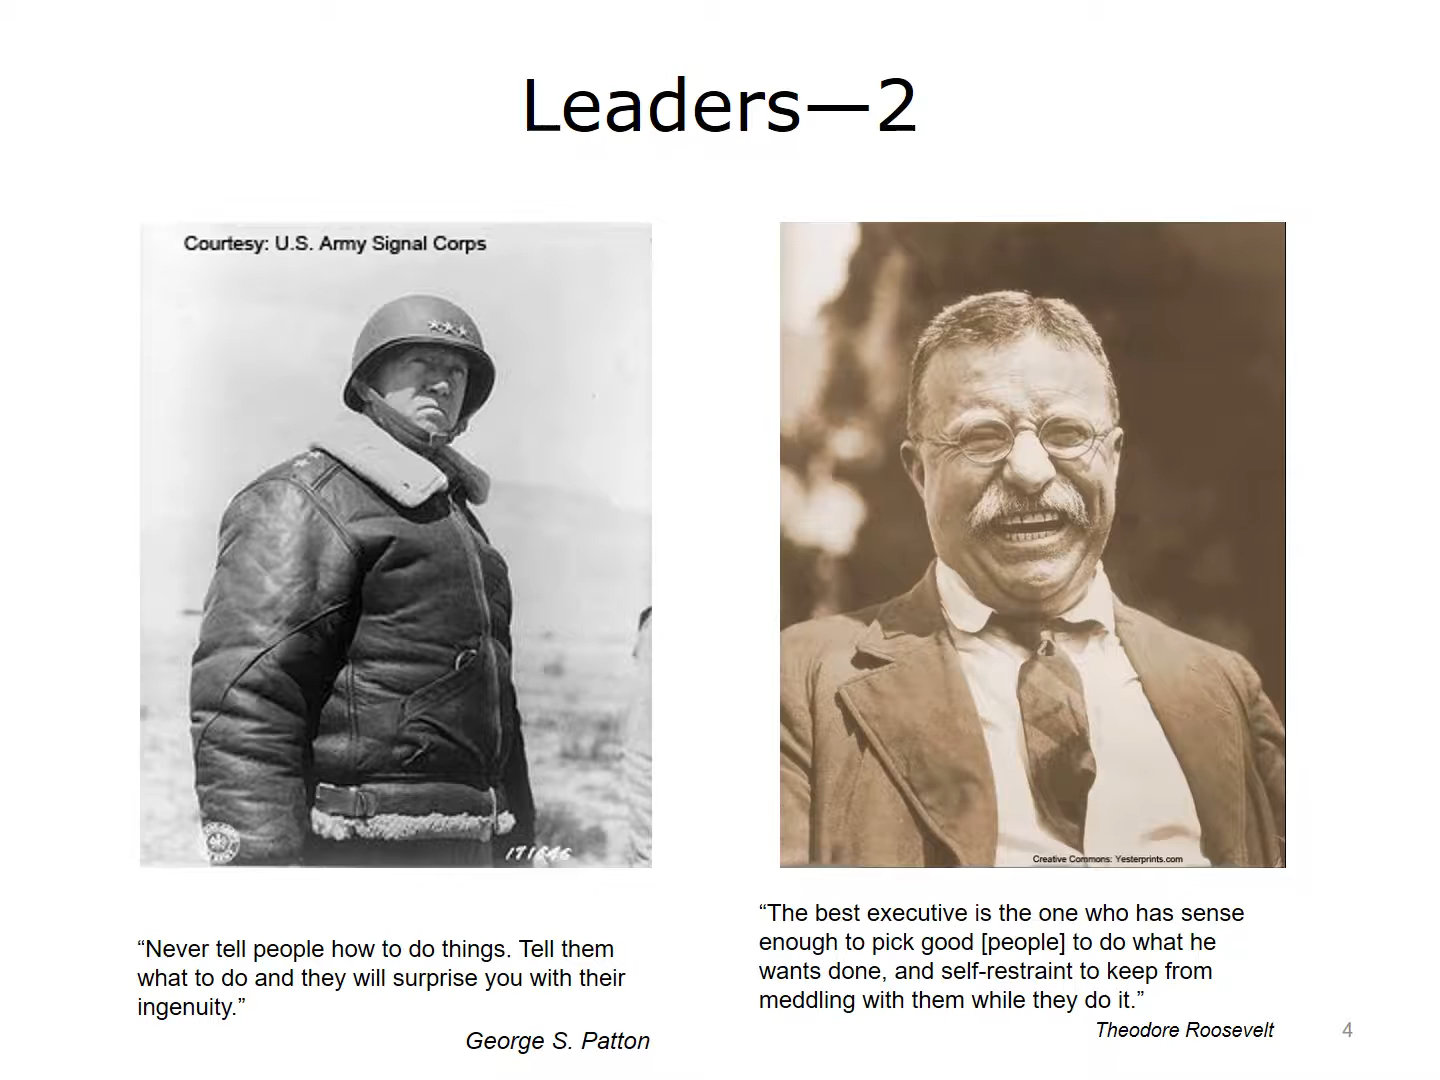 Leaders—2
Courtesy: U.S. Army Signal Corps
171646
Creative Commons: Yesterprints.com
“Never tell people how to do things. Tell them
what to do and they will surprise you with their
ingenuity.”
George S. Patton
“The best executive is the one who has sense
enough to pick good [people] to do what he
wants done, and self-restraint to keep from
meddling with them while they do it.”
Theodore Roosevelt
4